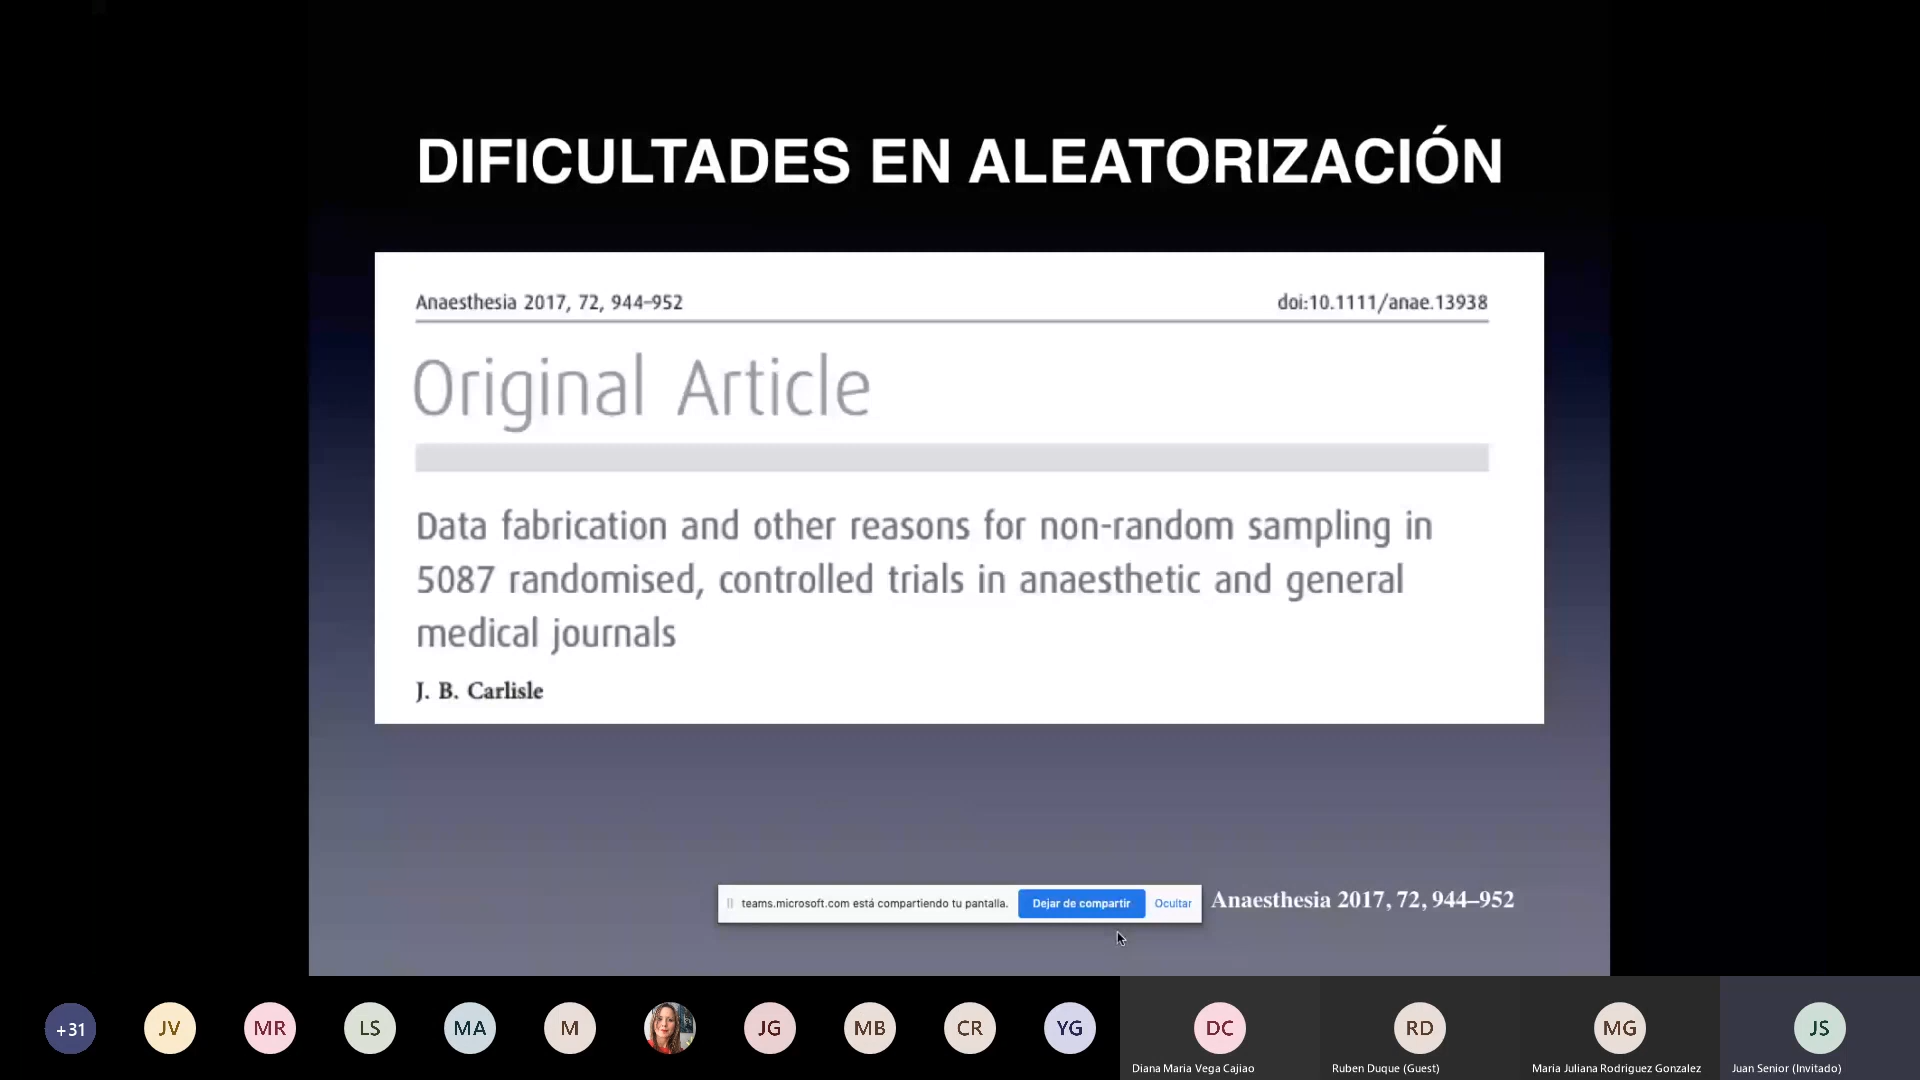 DIFICULTADES EN ALEATORIZACIÓN
Anaesthesia 2017, 72, 944–952
doi:10.1111/anae.13938
Original Article
Data fabrication and other reasons for non-random sampling in
5087 randomised, controlled trials in anaesthetic and general
medical journals
J. B. Carlisle
teams.microsoft.com está compartiendo tu pantalla.
Dejar de compartir
Ocultar
Anaesthesia 2017, 72, 944–952
+31
JV
MR
LS
MA
M
JG
MB
CR
YG
DC
RD
MG
JS
Diana Maria Vega Cajiao
Ruben Duque (Guest)
Maria Juliana Rodriguez Gonzalez
Juan Senior (Invitado)